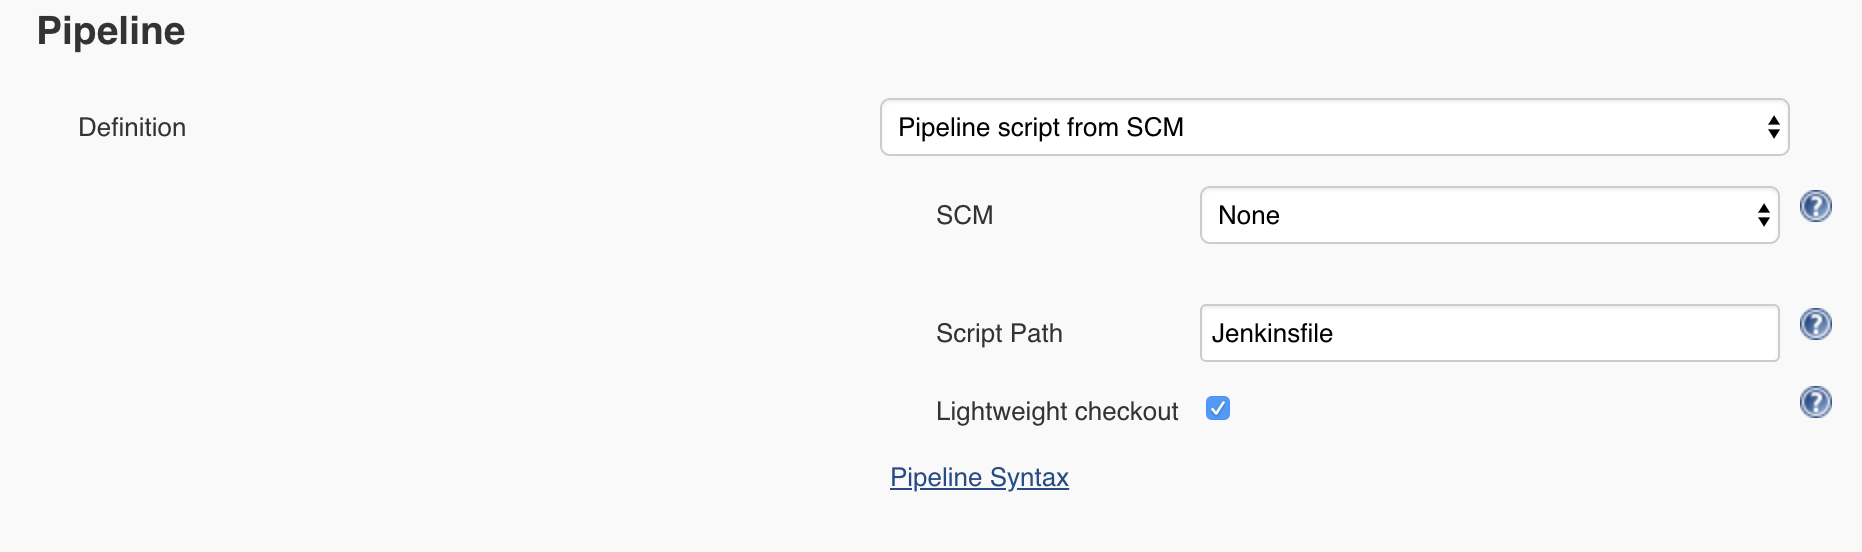 Pipeline
Definition
Pipeline script from SCM
SCM
None
?
Script Path
Jenkinsfile
?
Lightweight checkout
?
Pipeline Syntax